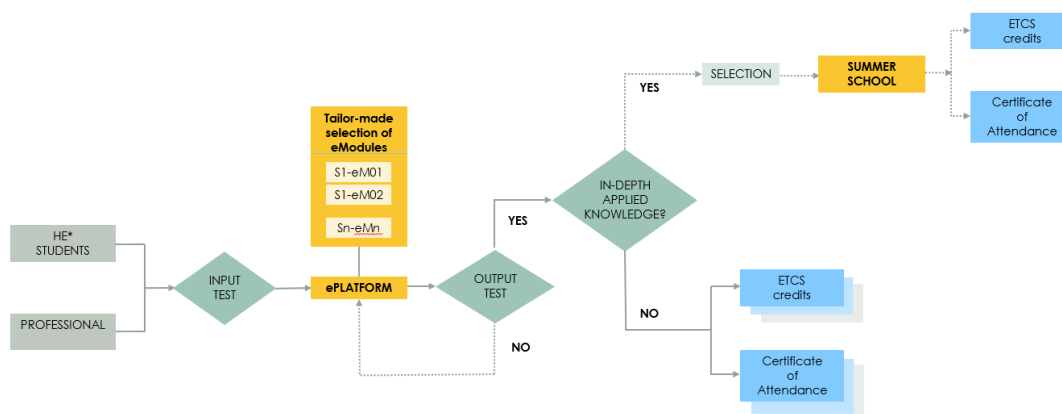 HE*
STUDENTS
PROFESSIONAL
INPUT
TEST
Tailor-made
selection of
eModules
S1-eM01
S1-eM02
Sn-eMn
ePLATFORM
OUTPUT
TEST
YES
NO
IN-DEPTH
APPLIED
KNOWLEDGE?
YES
SELECTION
SUMMER
SCHOOL
ETCS
credits
Certificate
of
Attendance
NO
ETCS
credits
Certificate of
Attendance